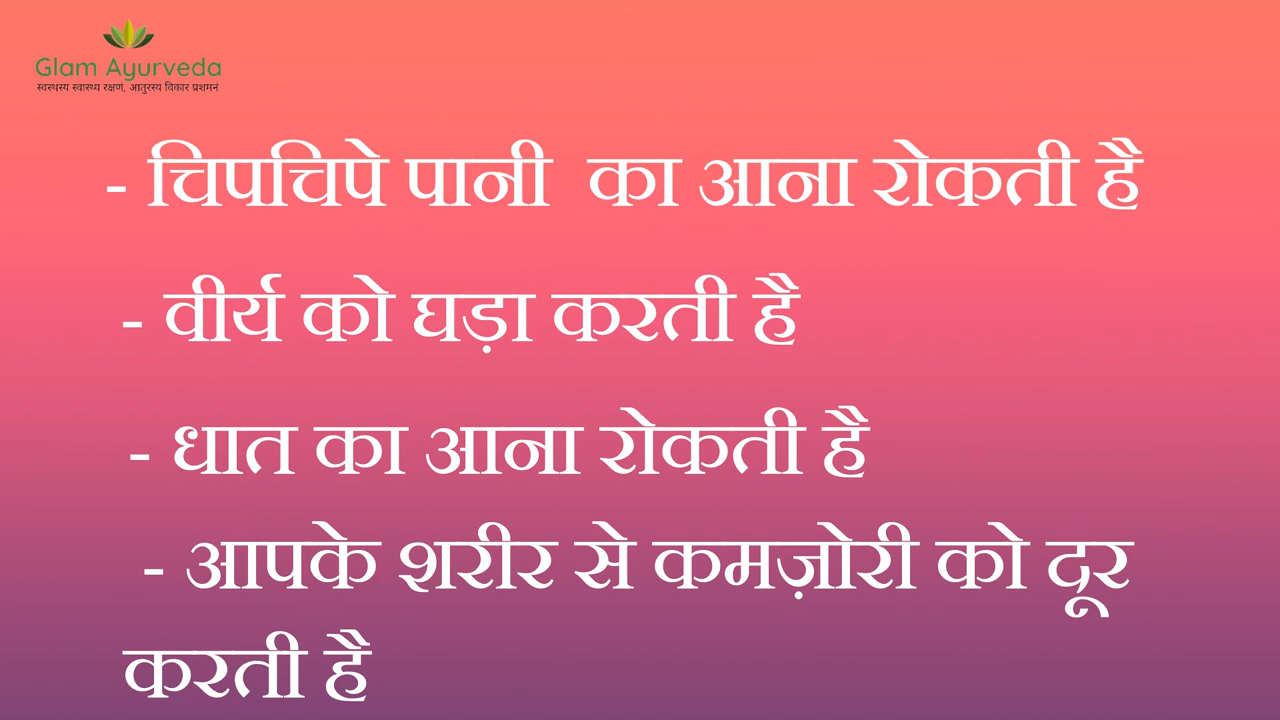 Glam Ayurveda
स्वस्थस्य स्वास्थ्य रक्षणं, आतुरस्य विकार प्रशमनं
- चिपचिपे पानी का आना रोकती है
- वीर्य को घड़ा करती है
- धात का आना रोकती है
- आपके शरीर से कमज़ोरी को दूर
करती है